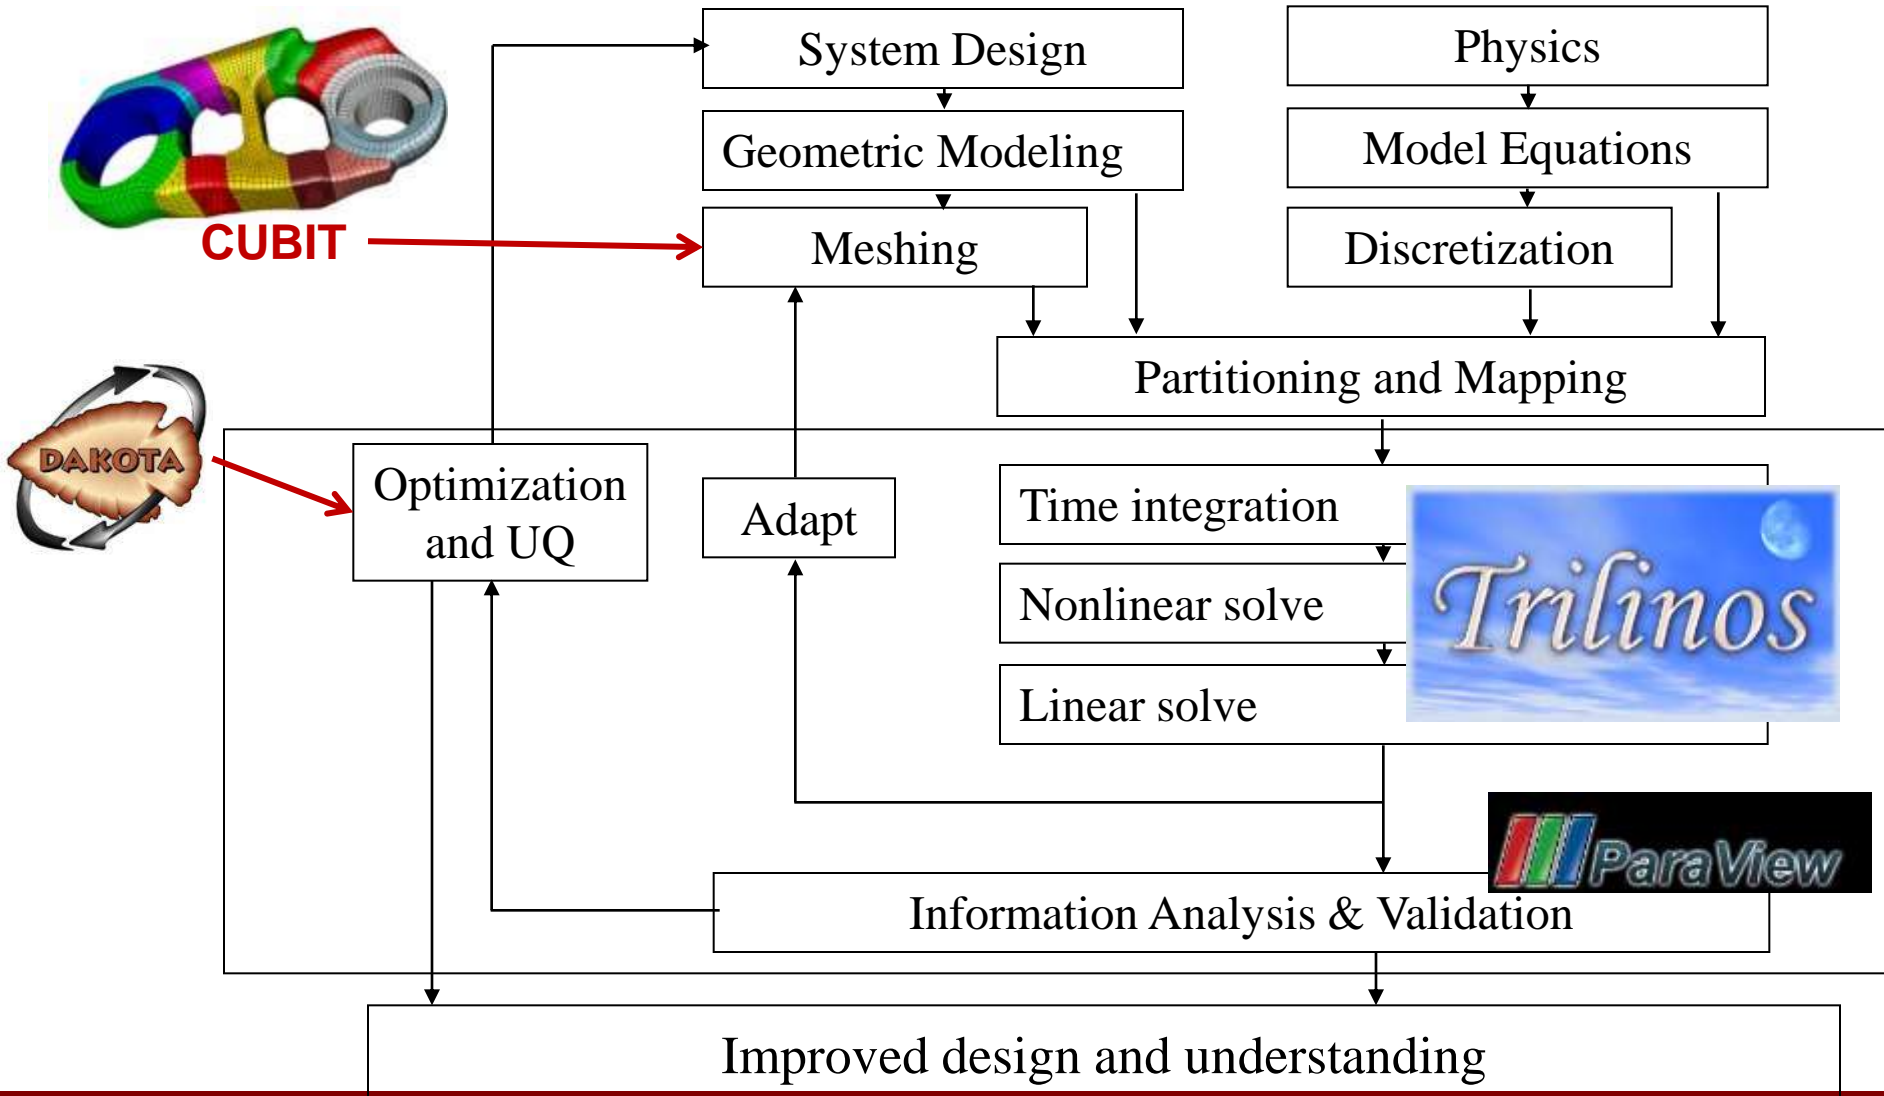 System Design
Physics
Geometric Modeling
Model Equations
CUBIT
Meshing
Discretization
Partitioning and Mapping
DAKOTA
Optimization
and UQ
Adapt
Time integration
Nonlinear solve
Linear solve
Trilinos
ParaView
Information Analysis & Validation
Improved design and understanding